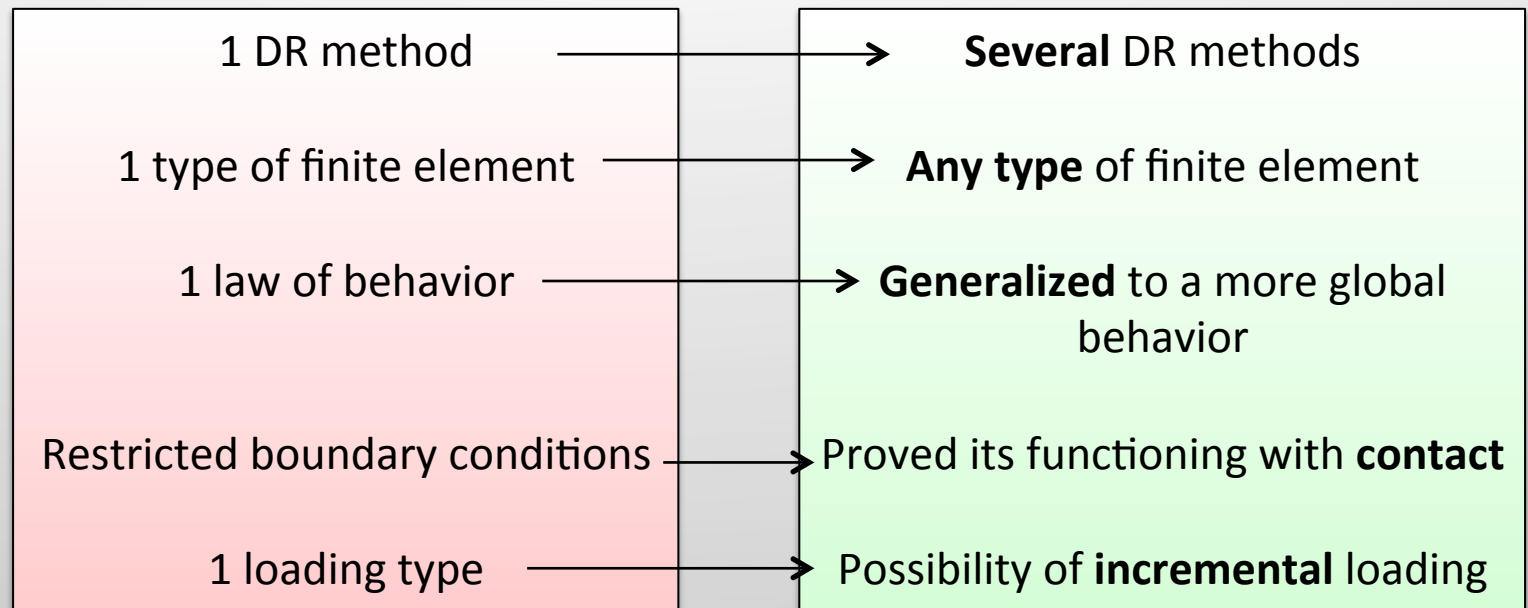 1 DR method
Several DR methods
1 type of finite element
Any type of finite element
1 law of behavior
Generalized to a more global
behavior
Restricted boundary conditions
Proved its functioning with contact
1 loading type
Possibility of incremental loading